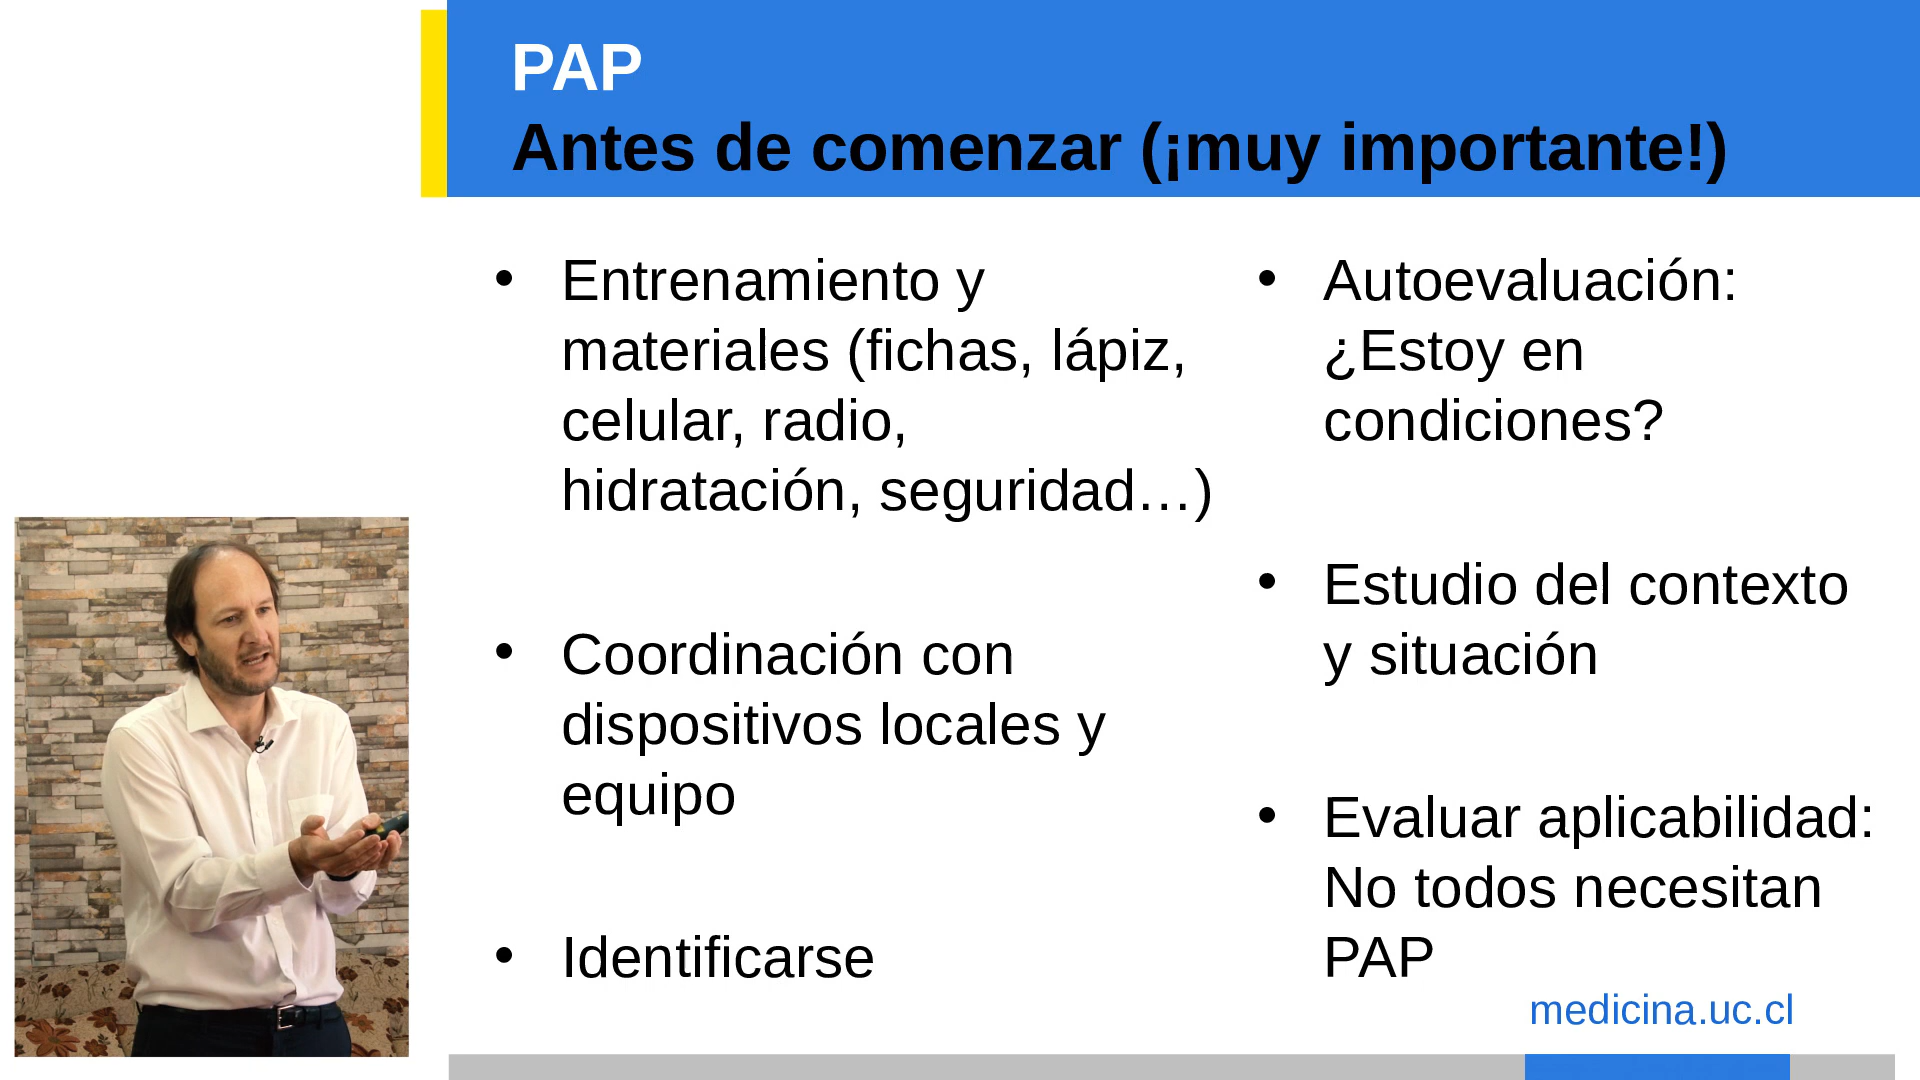 PAP
Antes de comenzar (¡muy importante!)
• Entrenamiento y
materiales (fichas, lápiz,
celular, radio,
hidratación, seguridad…)
• Coordinación con
dispositivos locales y
equipo
• Identificarse
• Autoevaluación:
¿Estoy en
condiciones?
• Estudio del contexto
y situación
• Evaluar aplicabilidad:
No todos necesitan
PAP
medicina.uc.cl